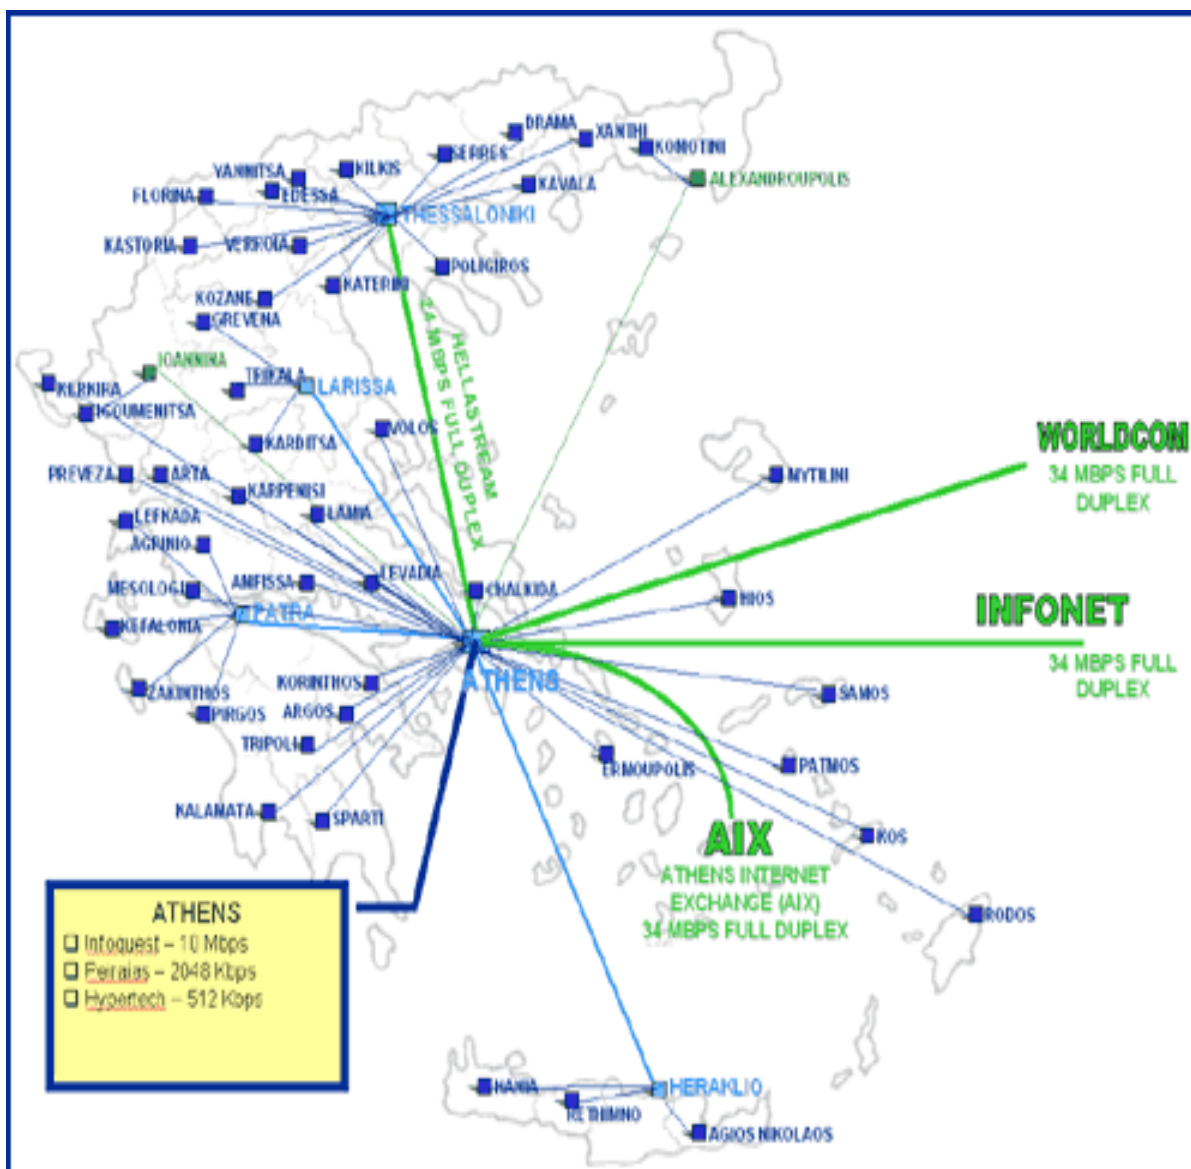 DRAMA
XANTHI
SERRES
KOMOTINI
KILKIS
YANNITSA
ALEXANDROUPOLIS
EDESSA
KAVALA
FLORINA
THESSALONIKI
KASTORIA
VERROIA
POLIGIROS
KATERINI
KOZANE
GREVENA
HELLASTREAM
34 MBPS FULL DUPLEX
IOANNINA
TRIKALA
LARISSA
KERKIRA
IGOUMENITSA
VOLOS
KARDITSA
WORLDCOM
34 MBPS FULL
DUPLEX
PREVEZA
ARTA
MYTILINI
KARPENISI
LEFKADA
LAMIA
AGRINIO
MESOLOGI
AMFISSA
LEVADIA
CHALKIDA
HIOS
INFONET
34 MBPS FULL
DUPLEX
KEFALONIA
PATRA
ATHENS
ZAKINTHOS
KORINTHOS
SAMOS
PIRGOS
ARGOS
TRIPOLI
ERMOUPOLIS
PATMOS
KALAMATA
SPARTI
KOS
AIX
ATHENS INTERNET
EXCHANGE (AIX)
34 MBPS FULL DUPLEX
RODOS
ATHENS
Infoquest – 10 Mbps
Peiraias – 2048 Kbps
Hypertech – 512 Kbps
HANIA
HERAKLIO
RETHIMNO
AGIOS NIKOLAOS